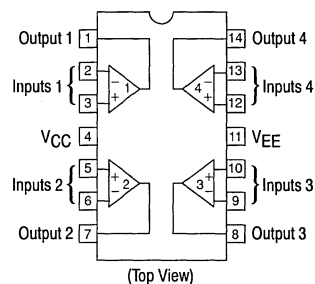 Output 1 1 14 Output 4
Inputs 1 { 2 − 1 − 13 } Inputs 4
3 + 4 + 12
VCC 4 11 VEE
Inputs 2 { 5 + 2 + 10 } Inputs 3
6 − 3 − 9
Output 2 7 8 Output 3
(Top View)